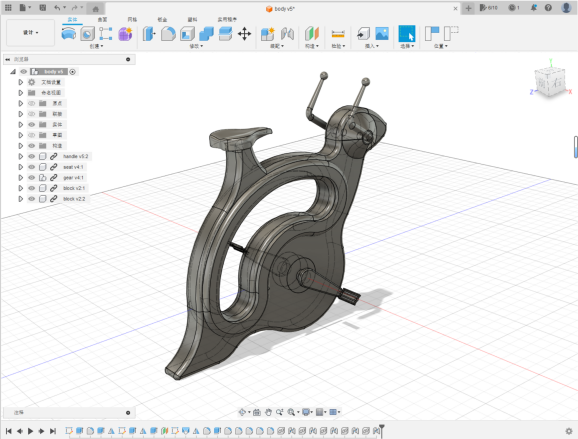 body v5*
6/10
1
设计
实体
曲面
网格
钣金
塑料
实用程序
创建
修改
装配
构造
检验
插入
选择
位置
浏览器
body v5
文档设置
命名视图
原点
实体
草图
构造
handle v5:2
seat v4:1
gear v4:1
block v2:1
block v2:2
Y
Z
X
注释